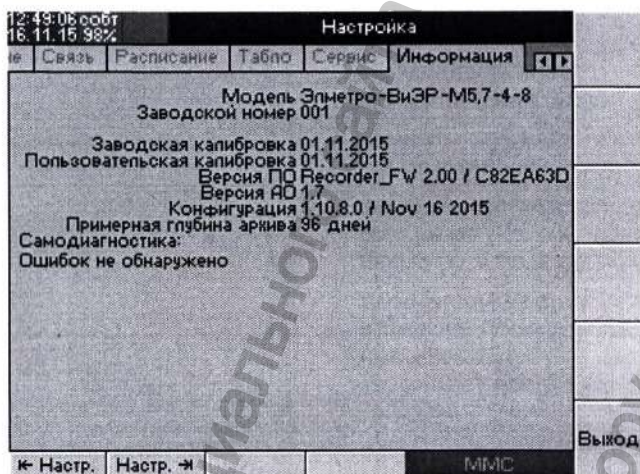 12:49:06 собт
16.11.15 98%
Настройка
ие Связь Расписание Табло Сервис Информация
Модель Элметро-ВиЭР-М5,7-4-8
Заводской номер 001
Заводская калибровка 01.11.2015
Пользовательская калибровка 01.11.2015
Версия ПО Recorder_FW 2.00 / C82EA63D
Версия АО 1.7
Конфигурация 1.10.8.0 / Nov 16 2015
Примерная глубина архива 96 дней
Самодиагностика:
Ошибок не обнаружено
Выход
Настр. Настр. MMC